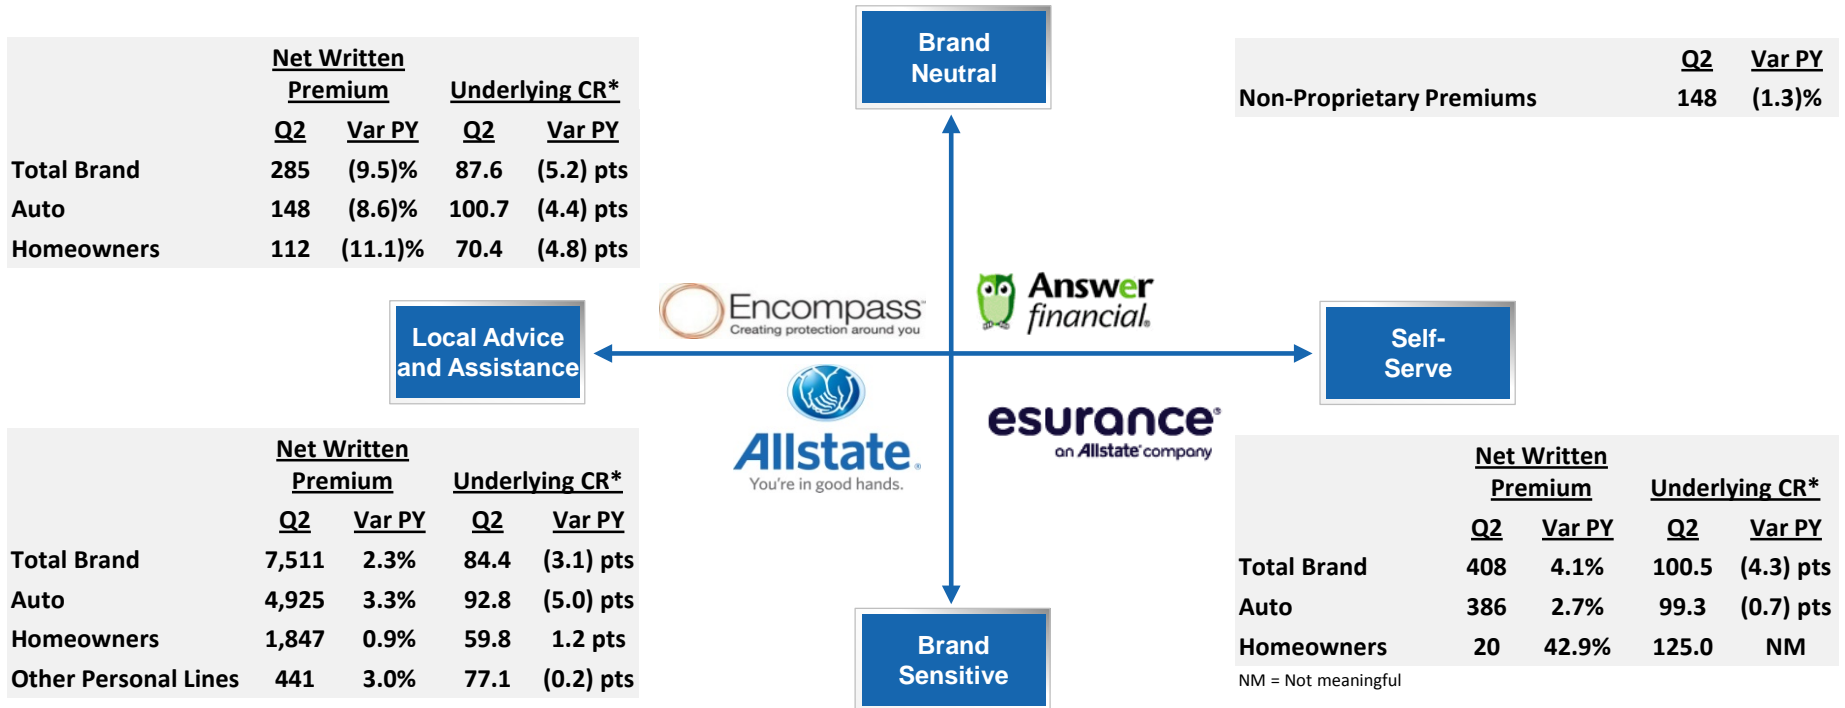 Brand
Neutral
Net Written
Premium Underlying CR*
Q2 Var PY Q2 Var PY
Total Brand 285 (9.5)% 87.6 (5.2) pts
Auto 148 (8.6)% 100.7 (4.4) pts
Homeowners 112 (11.1)% 70.4 (4.8) pts
Q2 Var PY
Non-Proprietary Premiums 148 (1.3)%
Encompass℠
Creating protection around you
Answer
financial®
Local Advice
and Assistance
Self-
Serve
Allstate®
You're in good hands.
esurance®
an Allstate® company
Net Written
Premium Underlying CR*
Q2 Var PY Q2 Var PY
Total Brand 7,511 2.3% 84.4 (3.1) pts
Auto 4,925 3.3% 92.8 (5.0) pts
Homeowners 1,847 0.9% 59.8 1.2 pts
Other Personal Lines 441 3.0% 77.1 (0.2) pts
Net Written
Premium Underlying CR*
Q2 Var PY Q2 Var PY
Total Brand 408 4.1% 100.5 (4.3) pts
Auto 386 2.7% 99.3 (0.7) pts
Homeowners 20 42.9% 125.0 NM
NM = Not meaningful
Brand
Sensitive